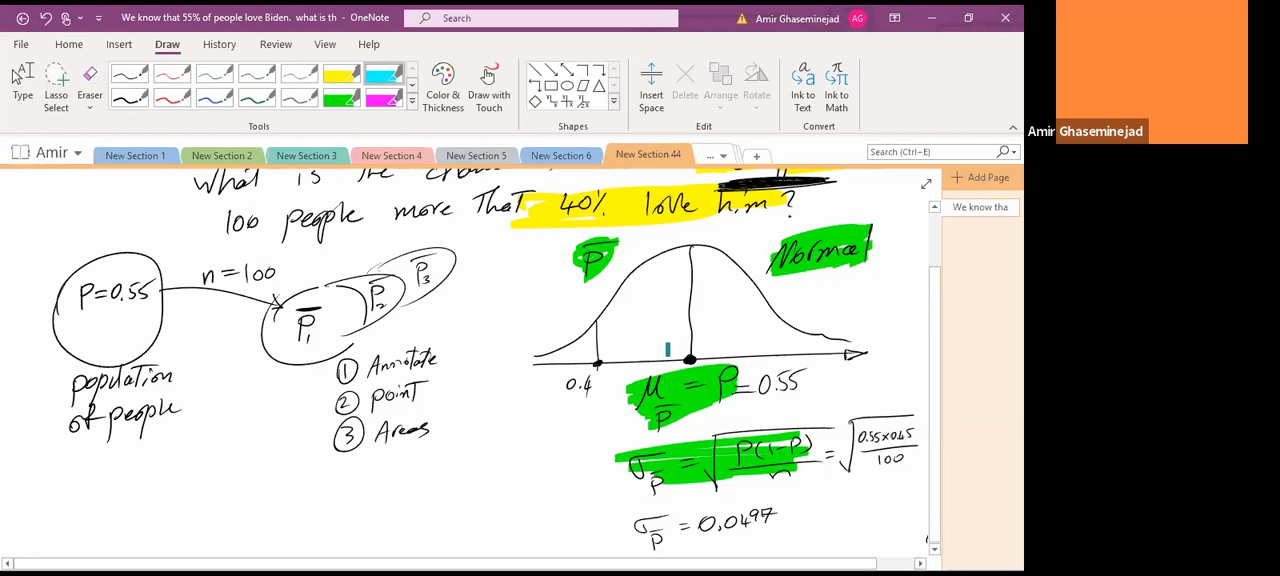 We know that 55% of people love Biden. what is th - OneNote
Search
Amir Ghaseminejad
AG
File Home Insert Draw History Review View Help
Type
Lasso Select
Eraser
Color & Thickness
Draw with Touch
Insert Space
Delete
Arrange
Rotate
Ink to Text
Ink to Math
Tools Shapes Edit Convert
Amir
New Section 1 New Section 2 New Section 3 New Section 4 New Section 5 New Section 6 New Section 44 ...
Search (Ctrl+E)
Add Page
We know tha
Amir Ghaseminejad
What is the
100 people more that 40% love him?
P=0.55
n=100
P̅₁
P̅₂
P̅₃
population
of people
① Annotate
② point
③ Areas
P̅
Normal
0.4
μ_P̅ = P = 0.55
σ_P̅ = √(P(1-P)/n) = √(0.55×0.45/100)
σ_P̅ = 0.0497